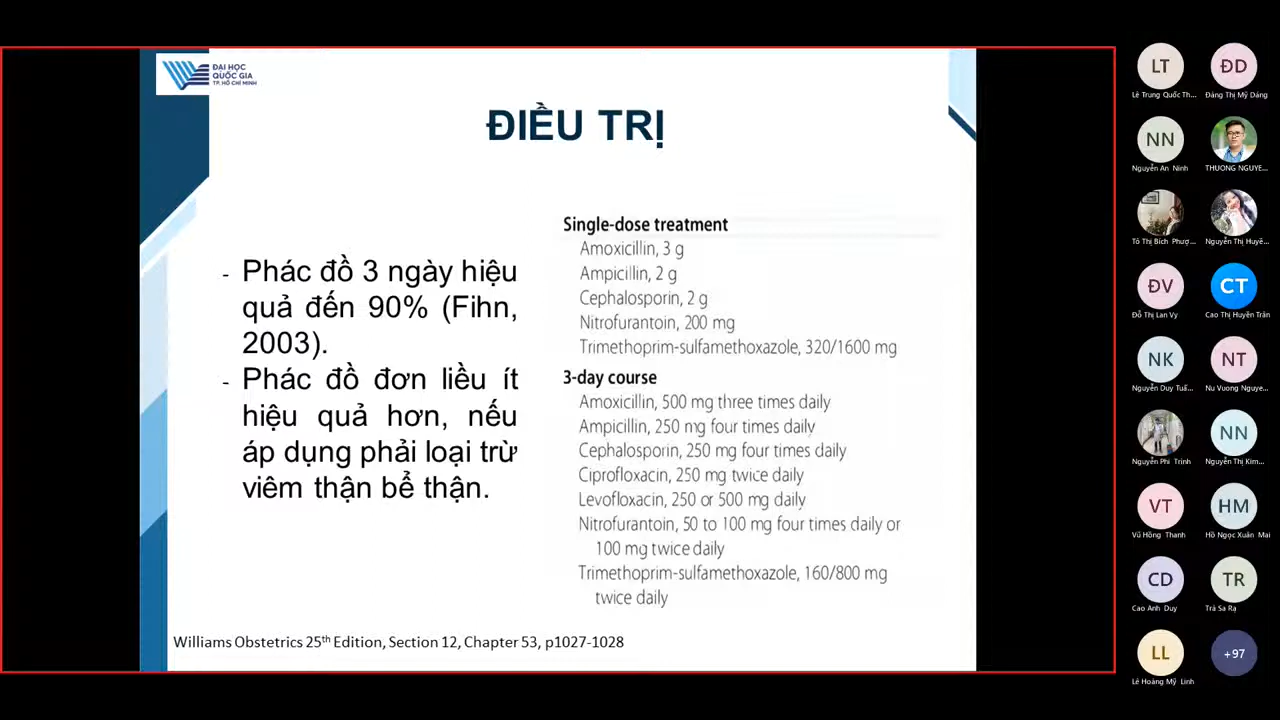 ĐẠI HỌC
QUỐC GIA
TP. HỒ CHÍ MINH
ĐIỀU TRỊ
- Phác đồ 3 ngày hiệu
quả đến 90% (Fihn,
2003).
- Phác đồ đơn liều ít
hiệu quả hơn, nếu
áp dụng phải loại trừ
viêm thận bể thận.
Single-dose treatment
Amoxicillin, 3 g
Ampicillin, 2 g
Cephalosporin, 2 g
Nitrofurantoin, 200 mg
Trimethoprim-sulfamethoxazole, 320/1600 mg
3-day course
Amoxicillin, 500 mg three times daily
Ampicillin, 250 mg four times daily
Cephalosporin, 250 mg four times daily
Ciprofloxacin, 250 mg twice daily
Levofloxacin, 250 or 500 mg daily
Nitrofurantoin, 50 to 100 mg four times daily or
100 mg twice daily
Trimethoprim-sulfamethoxazole, 160/800 mg
twice daily
Williams Obstetrics 25th Edition, Section 12, Chapter 53, p1027-1028
LT ĐD
Lê Trung Quốc Th... Đặng Thị Mỹ Dáng
NN
Nguyễn An Ninh THUONG NGUYE...
Tô Thị Bích Phượ... Nguyễn Thị Huyề...
ĐV CT
Đỗ Thị Lan Vy Cao Thị Huyền Trân
NK NT
Nguyễn Duy Tuấ... Nu Vuong Nguye...
NN
Nguyễn Phi Trinh Nguyễn Thị Kim...
VT HM
Vũ Hồng Thanh Hồ Ngọc Xuân Mai
CD TR
Cao Anh Duy Trà Sa Rạ
LL +97
Lê Hoàng Mỹ Linh